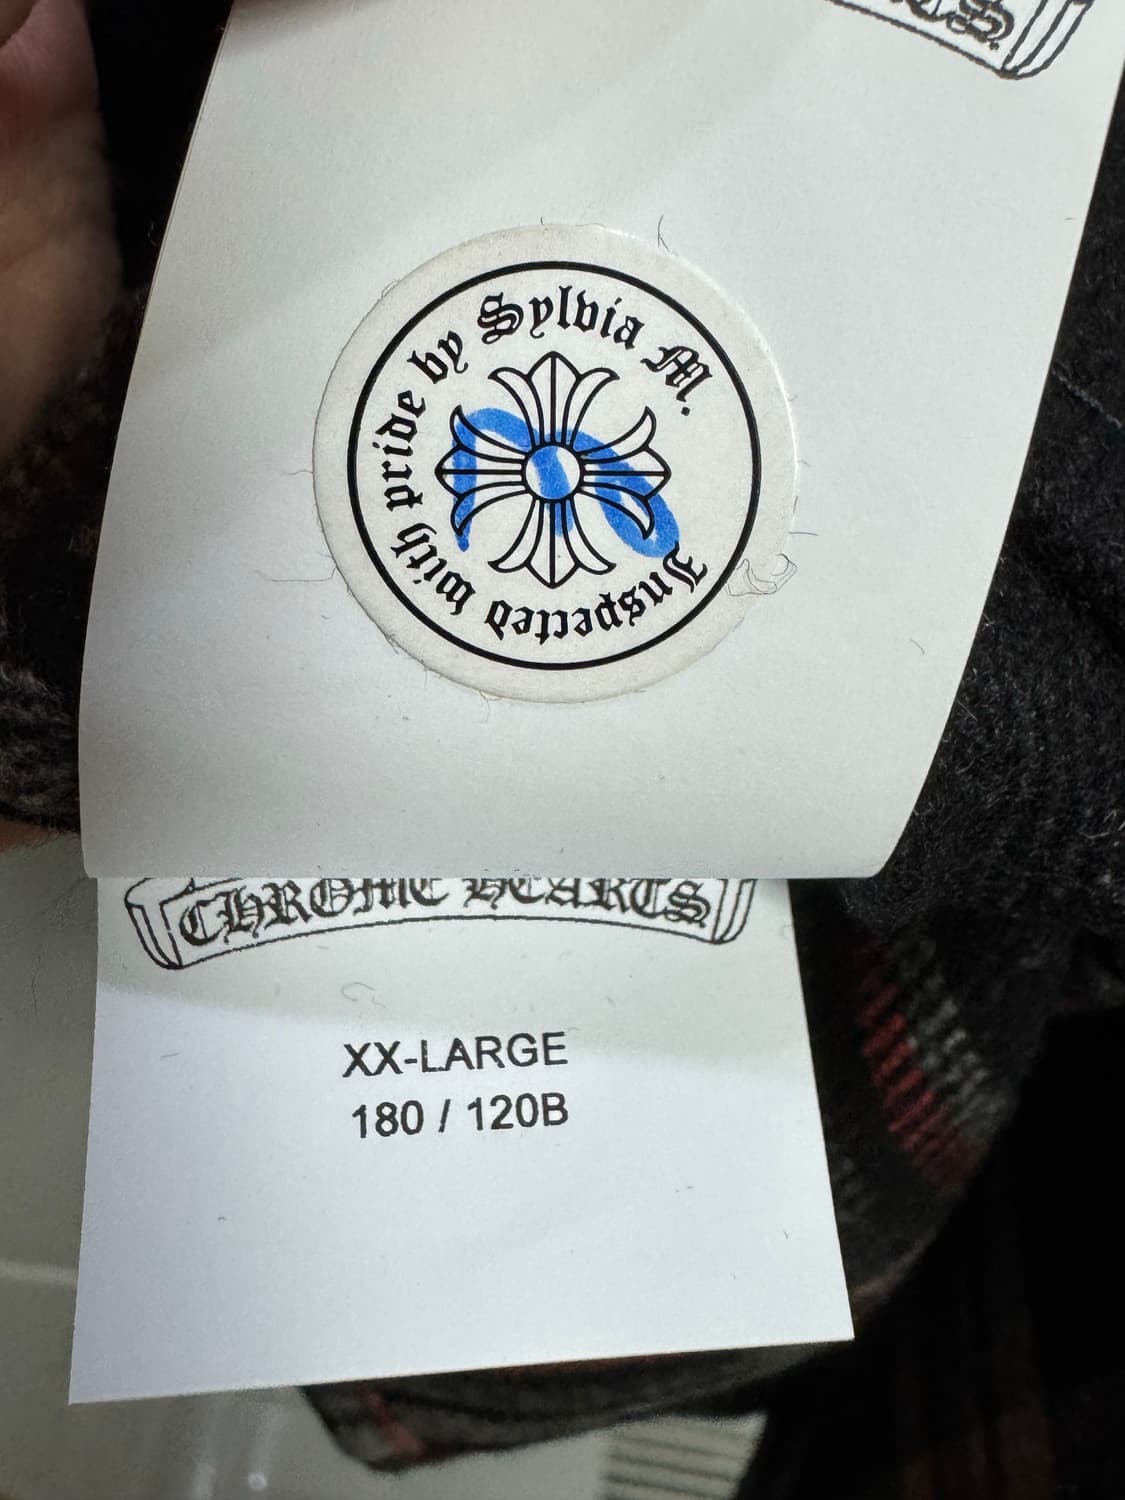 Inspected with pride by Sylvia M.
CHROME HEARTS
XX-LARGE
180 / 120B